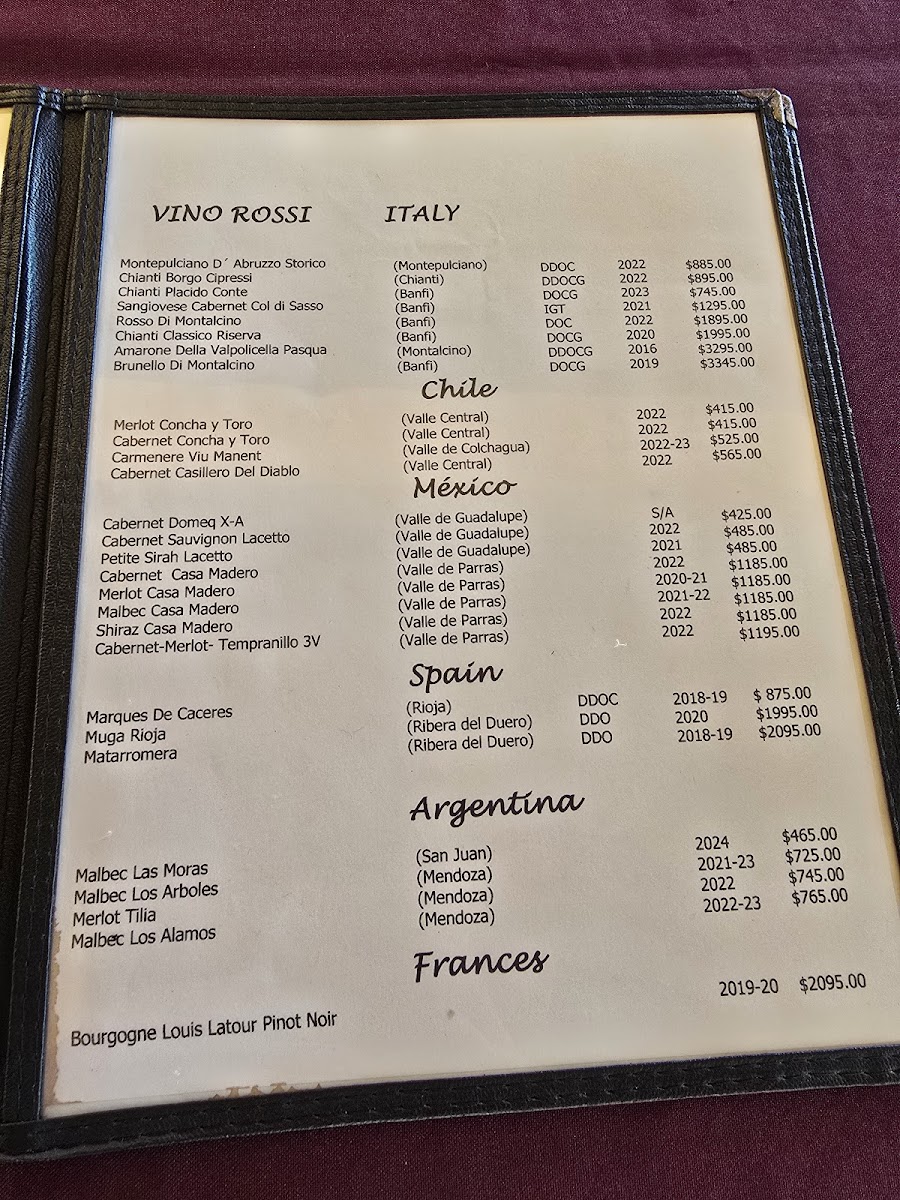 VINO ROSSI ITALY
Montepulciano D´ Abruzzo Storico (Montepulciano) DDOC 2022 $885.00
Chianti Borgo Cipressi (Chianti) DDOCG 2022 $895.00
Chianti Placido Conte (Banfi) DOCG 2023 $745.00
Sangiovese Cabernet Col di Sasso (Banfi) IGT 2021 $1295.00
Rosso Di Montalcino (Banfi) DOC 2022 $1895.00
Chianti Classico Riserva (Banfi) DOCG 2020 $1995.00
Amarone Della Valpolicella Pasqua (Montalcino) DDOCG 2016 $3295.00
Brunello Di Montalcino (Banfi) DOCG 2019 $3345.00
Chile
Merlot Concha y Toro (Valle Central) 2022 $415.00
Cabernet Concha y Toro (Valle Central) 2022 $415.00
Carmenere Viu Manent (Valle de Colchagua) 2022-23 $525.00
Cabernet Casillero Del Diablo (Valle Central) 2022 $565.00
México
Cabernet Domeq X-A (Valle de Guadalupe) S/A $425.00
Cabernet Sauvignon Lacetto (Valle de Guadalupe) 2022 $485.00
Petite Sirah Lacetto (Valle de Guadalupe) 2021 $485.00
Cabernet Casa Madero (Valle de Parras) 2022 $1185.00
Merlot Casa Madero (Valle de Parras) 2020-21 $1185.00
Malbec Casa Madero (Valle de Parras) 2021-22 $1185.00
Shiraz Casa Madero (Valle de Parras) 2022 $1185.00
Cabernet-Merlot- Tempranillo 3V (Valle de Parras) 2022 $1195.00
Spain
Marques De Caceres (Rioja) DDOC 2018-19 $ 875.00
Muga Rioja (Ribera del Duero) DDO 2020 $1995.00
Matarromera (Ribera del Duero) DDO 2018-19 $2095.00
Argentina
Malbec Las Moras (San Juan) 2024 $465.00
Malbec Los Arboles (Mendoza) 2021-23 $725.00
Merlot Tilia (Mendoza) 2022 $745.00
Malbec Los Alamos (Mendoza) 2022-23 $765.00
Frances
Bourgogne Louis Latour Pinot Noir 2019-20 $2095.00